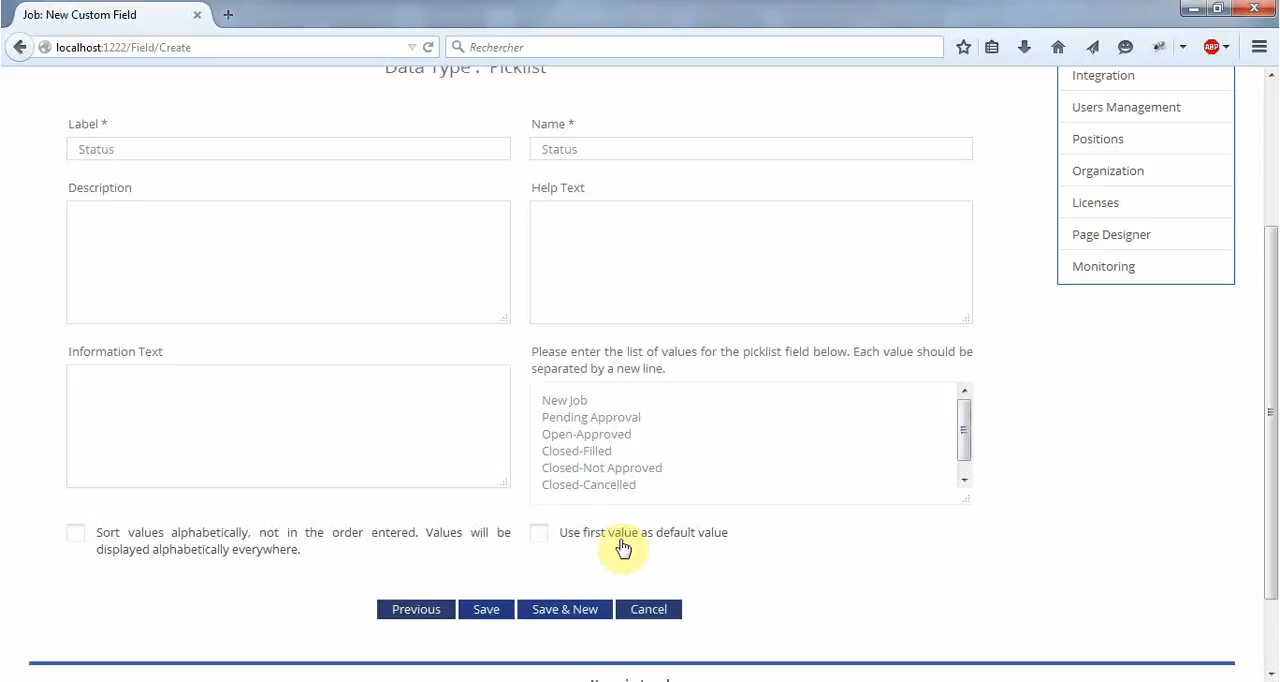 Job: New Custom Field
localhost:1222/Field/Create
Rechercher
ABP
Data Type : Picklist
Integration
Users Management
Positions
Organization
Licenses
Page Designer
Monitoring
Label *
Name *
Status
Status
Description
Help Text
Information Text
Please enter the list of values for the picklist field below. Each value should be
separated by a new line.
New Job
Pending Approval
Open-Approved
Closed-Filled
Closed-Not Approved
Closed-Cancelled
Sort values alphabetically, not in the order entered. Values will be
displayed alphabetically everywhere.
Use first value as default value
Previous
Save
Save & New
Cancel